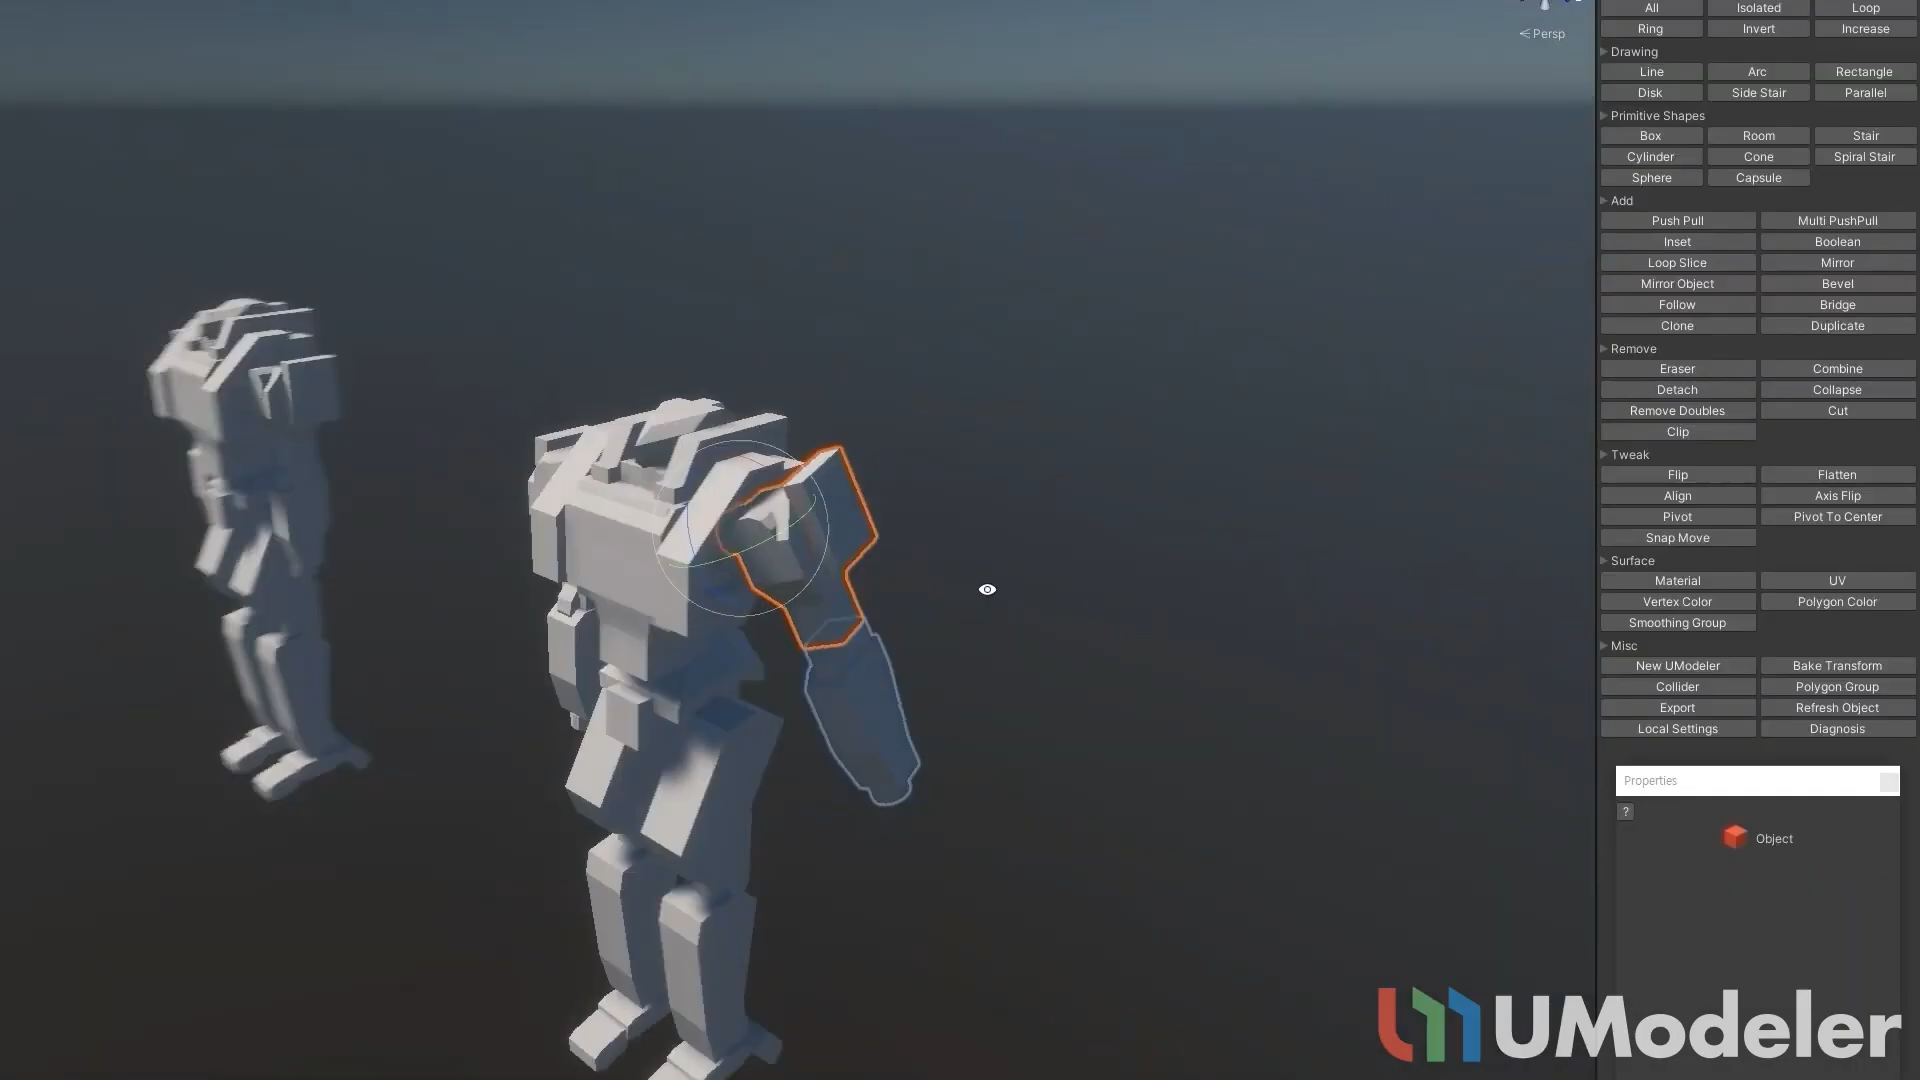 All Isolated Loop
Ring Invert Increase
< Persp
Drawing
Line Arc Rectangle
Disk Side Stair Parallel
Primitive Shapes
Box Room Stair
Cylinder Cone Spiral Stair
Sphere Capsule
Add
Push Pull Multi PushPull
Inset Boolean
Loop Slice Mirror
Mirror Object Bevel
Follow Bridge
Clone Duplicate
Remove
Eraser Combine
Detach Collapse
Remove Doubles Cut
Clip
Tweak
Flip Flatten
Align Axis Flip
Pivot Pivot To Center
Snap Move
Surface
Material UV
Vertex Color Polygon Color
Smoothing Group
Misc
New UModeler Bake Transform
Collider Polygon Group
Export Refresh Object
Local Settings Diagnosis
Properties
?
Object
UModeler